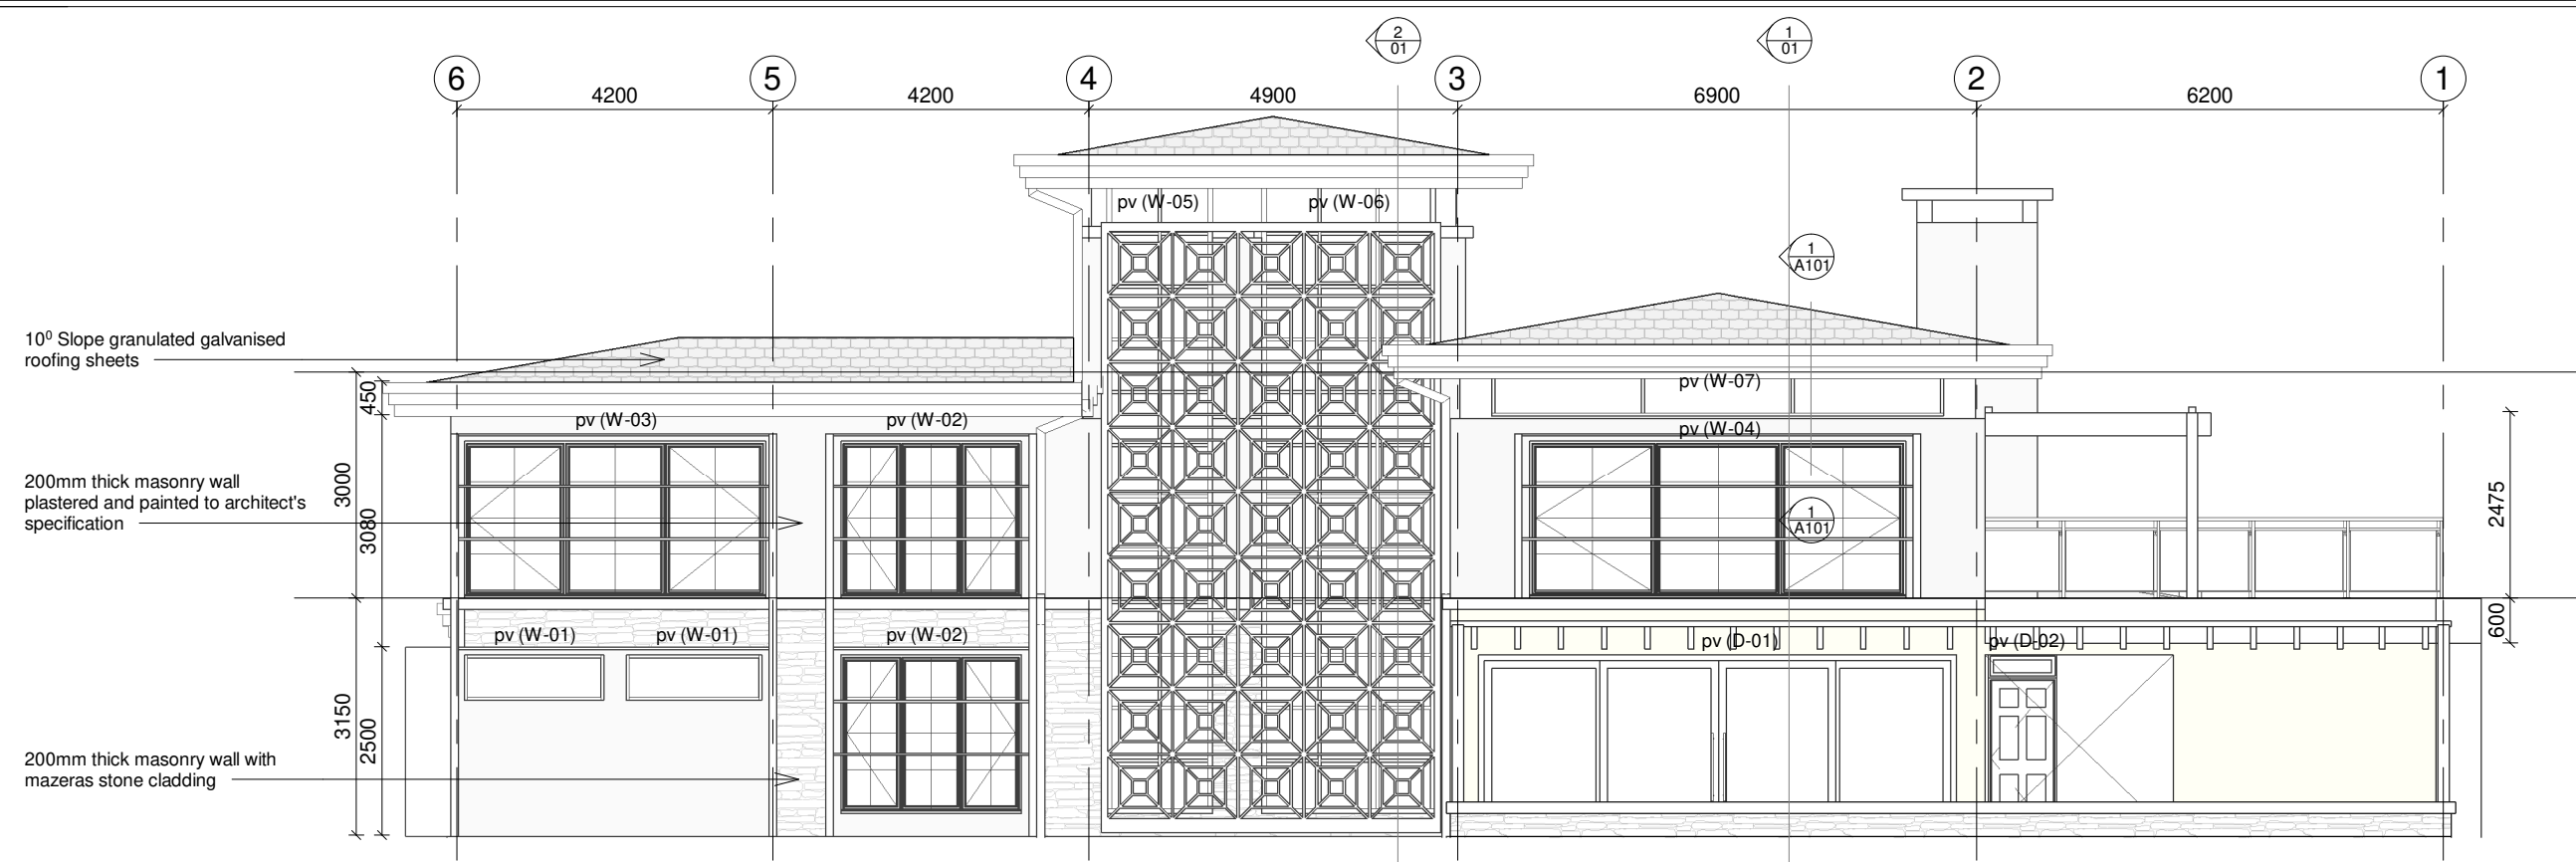 2
01
1
01
6
5
4
3
2
1
4200
4200
4900
6900
6200
pv (W-05)
pv (W-06)
1
A101
10⁰ Slope granulated galvanised
roofing sheets
450
pv (W-07)
pv (W-03)
pv (W-02)
pv (W-04)
200mm thick masonry wall
plastered and painted to architect's
specification
3000
3080
1
A101
2475
600
pv (W-01)
pv (W-01)
pv (W-02)
pv (D-01)
pv (D-02)
3150
2500
200mm thick masonry wall with
mazeras stone cladding